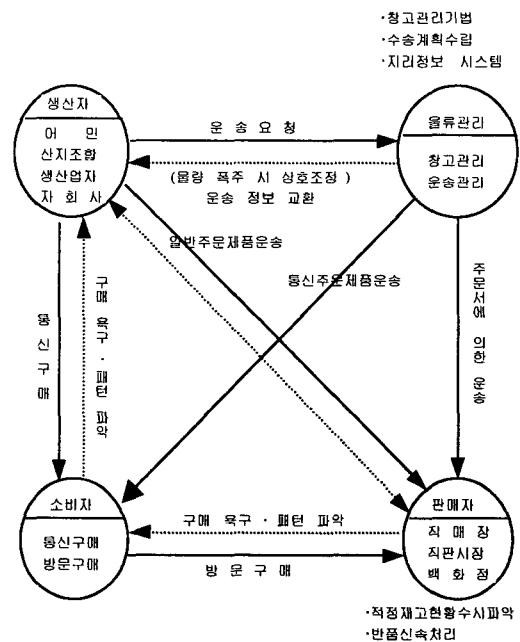 ·창고관리기법
·수송계획수립
·지리정보 시스템
생산자
어 민
산지조합
생산업자
자 회 사
운 송 요 청
(물량 폭주 시 상호조정 )
운송 정보 교환
물류관리
창고관리
운송관리
일반주문제품운송
통신주문제품운송
통신구매
구매 욕구 · 패턴 파악
주문서에 의한 운송
소비자
통신구매
방문구매
구매 욕구 · 패턴 파악
방 문 구 매
판매자
직 매 장
직판시장
백 화 점
·적정재고현황수시파악
·반품신속처리